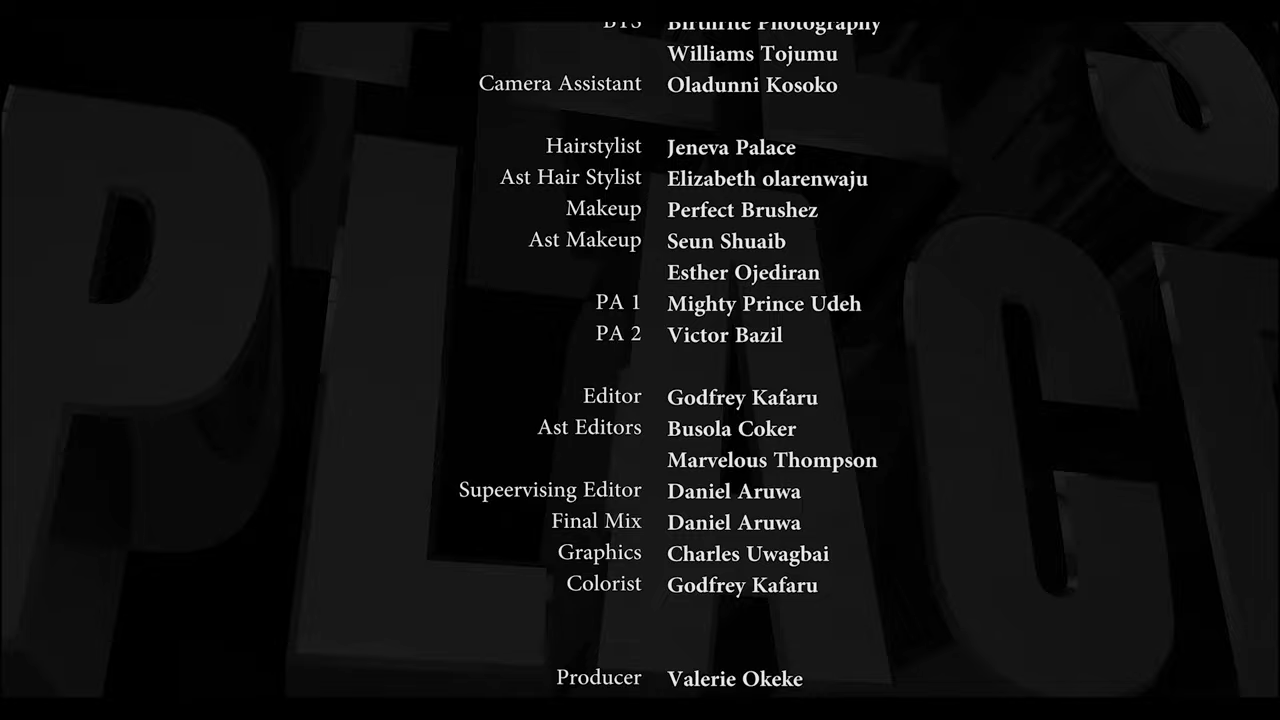 BTS Birthrite Photography
Williams Tojumu
Camera Assistant Oladunni Kosoko
Hairstylist Jeneva Palace
Ast Hair Stylist Elizabeth olarenwaju
Makeup Perfect Brushez
Ast Makeup Seun Shuaib
Esther Ojediran
PA 1 Mighty Prince Udeh
PA 2 Victor Bazil
Editor Godfrey Kafaru
Ast Editors Busola Coker
Marvelous Thompson
Supeervising Editor Daniel Aruwa
Final Mix Daniel Aruwa
Graphics Charles Uwagbai
Colorist Godfrey Kafaru
Producer Valerie Okeke